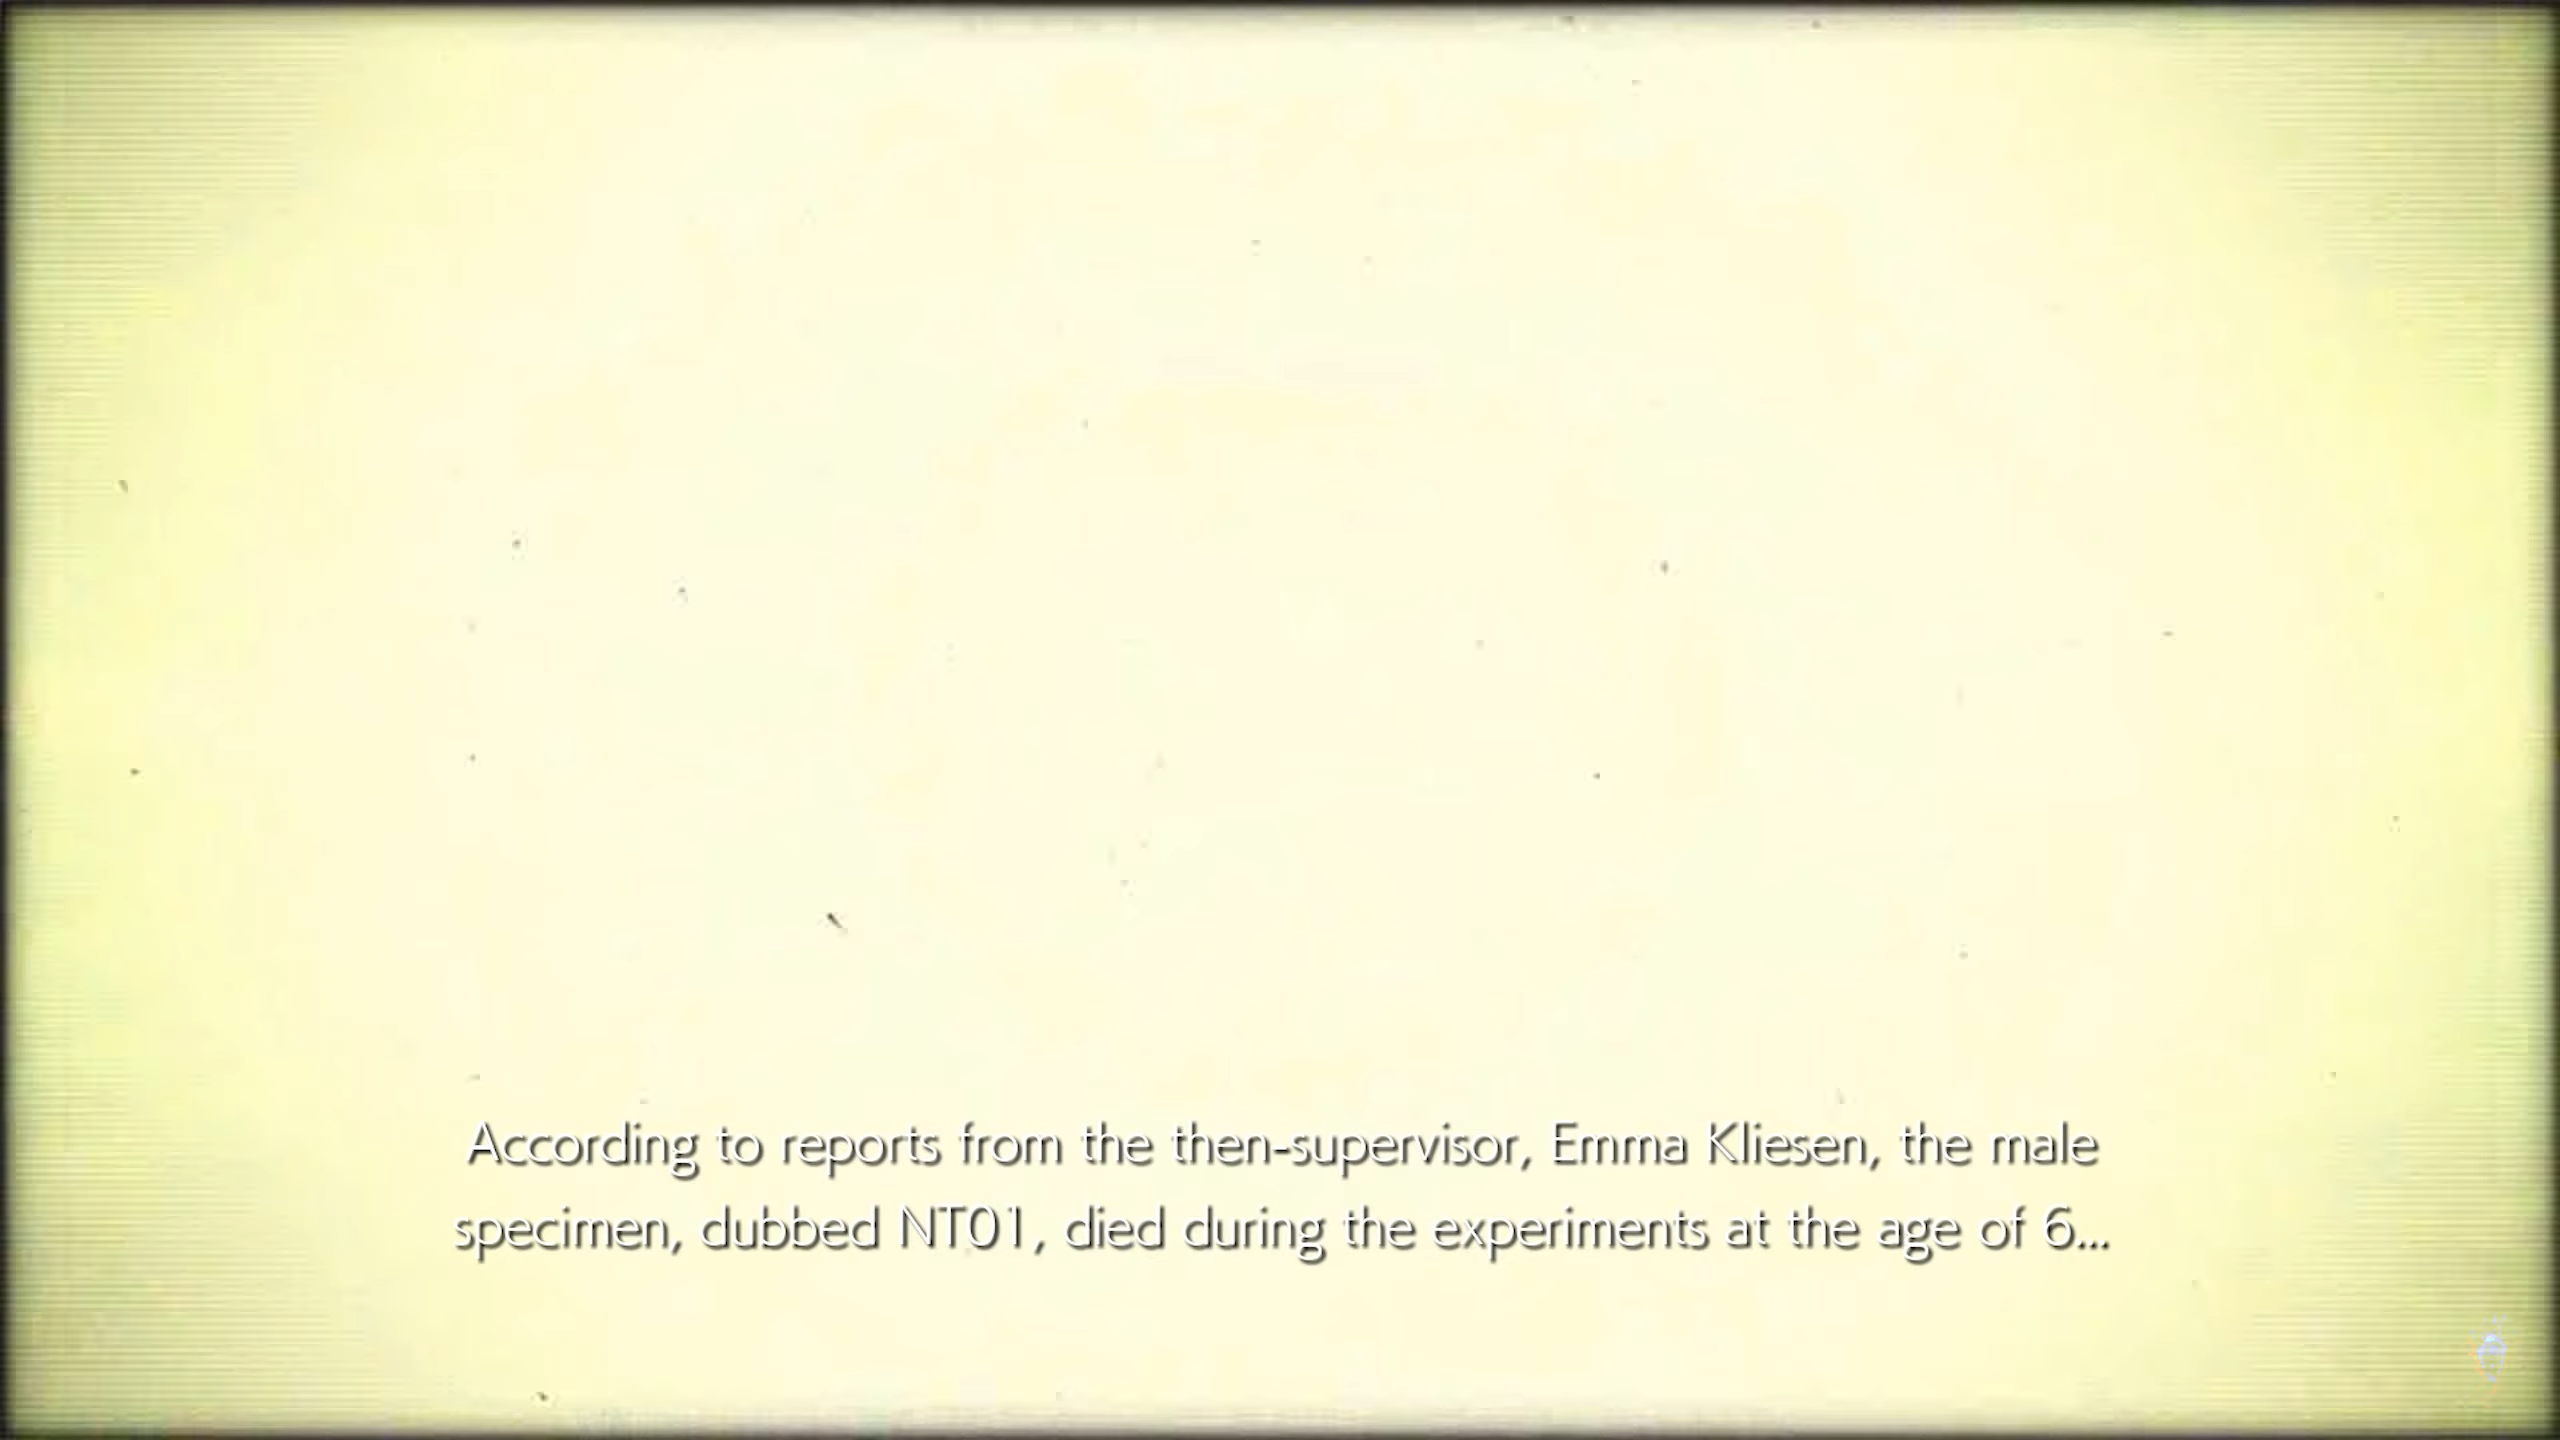 According to reports from the then-supervisor, Emma Kliesen, the male
specimen, dubbed NT01, died during the experiments at the age of 6...